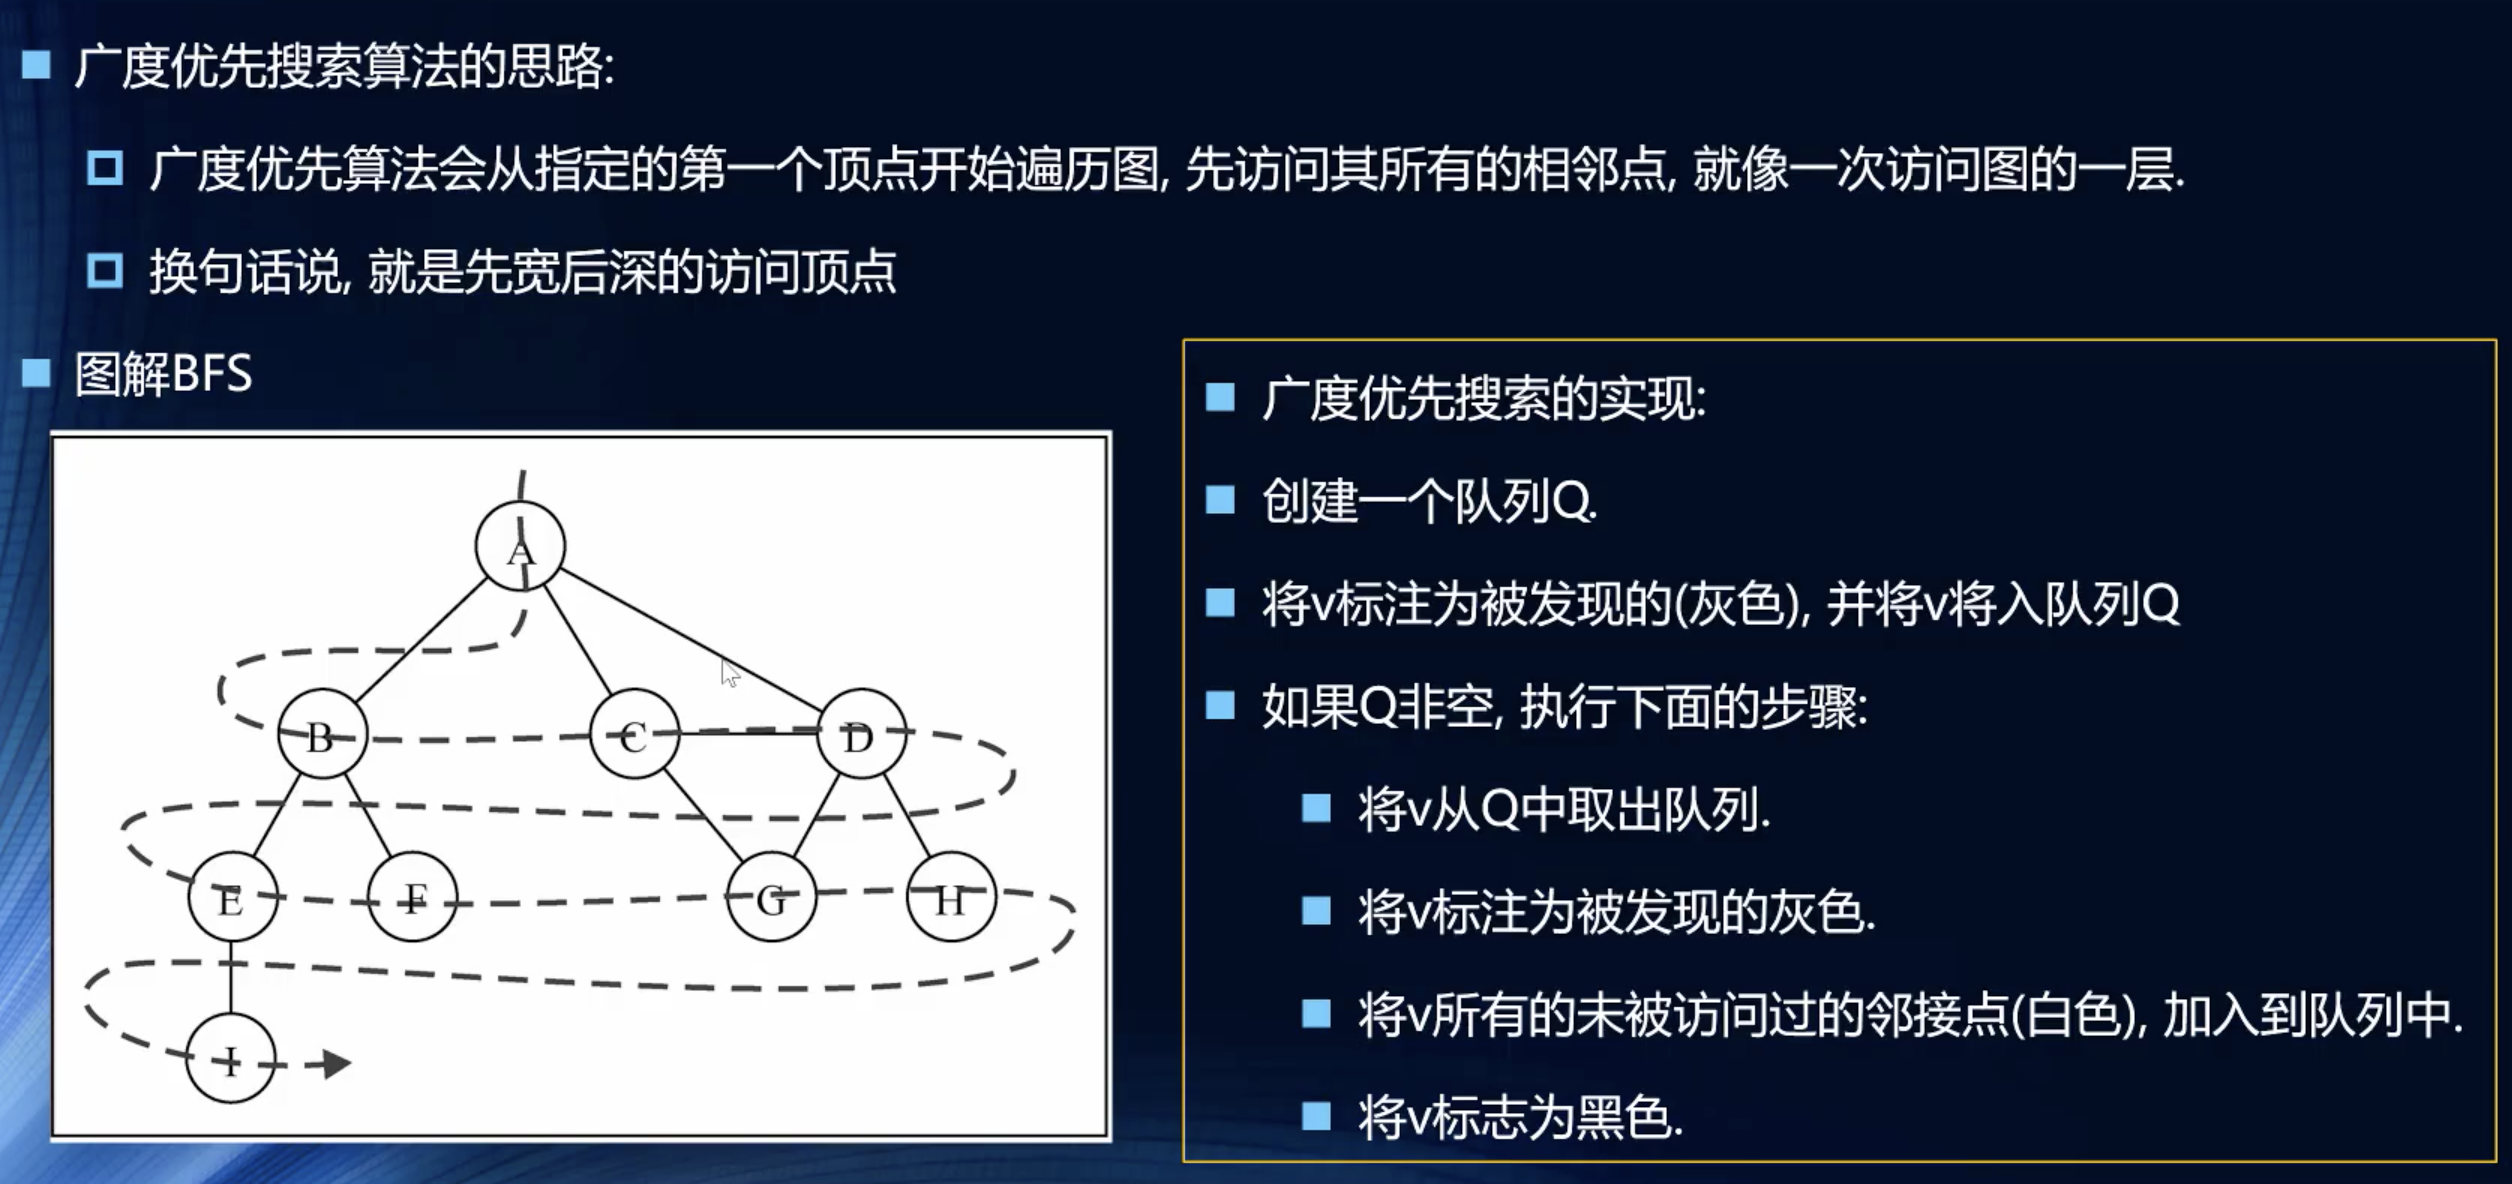 广度优先搜索算法的思路:
广度优先算法会从指定的第一个顶点开始遍历图, 先访问其所有的相邻点, 就像一次访问图的一层.
换句话说, 就是先宽后深的访问顶点
图解BFS
A
B C D
E F G H
I
广度优先搜索的实现:
创建一个队列Q.
将v标注为被发现的(灰色), 并将v将入队列Q
如果Q非空, 执行下面的步骤:
将v从Q中取出队列.
将v标注为被发现的灰色.
将v所有的未被访问过的邻接点(白色), 加入到队列中.
将v标志为黑色.